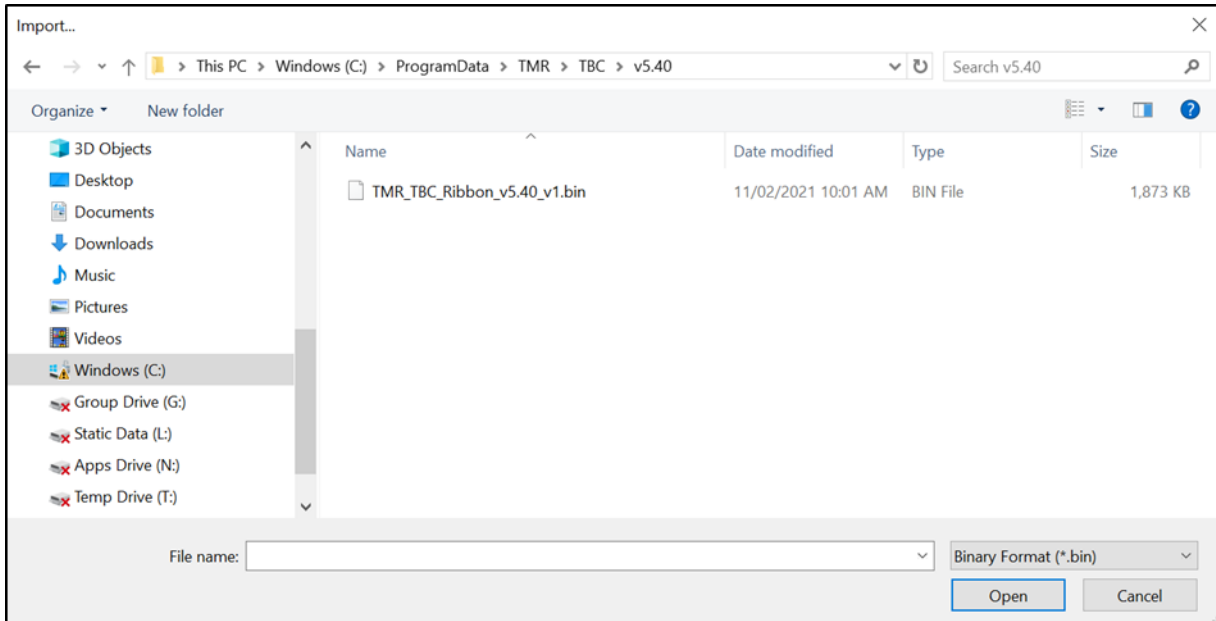 Import...
This PC > Windows (C:) > ProgramData > TMR > TBC > v5.40
Search v5.40
Organize
New folder
Name
Date modified
Type
Size
3D Objects
Desktop
Documents
Downloads
Music
Pictures
Videos
Windows (C:)
Group Drive (G:)
Static Data (L:)
Apps Drive (N:)
Temp Drive (T:)
TMR_TBC_Ribbon_v5.40_v1.bin
11/02/2021 10:01 AM
BIN File
1,873 KB
File name:
Binary Format (*.bin)
Open
Cancel